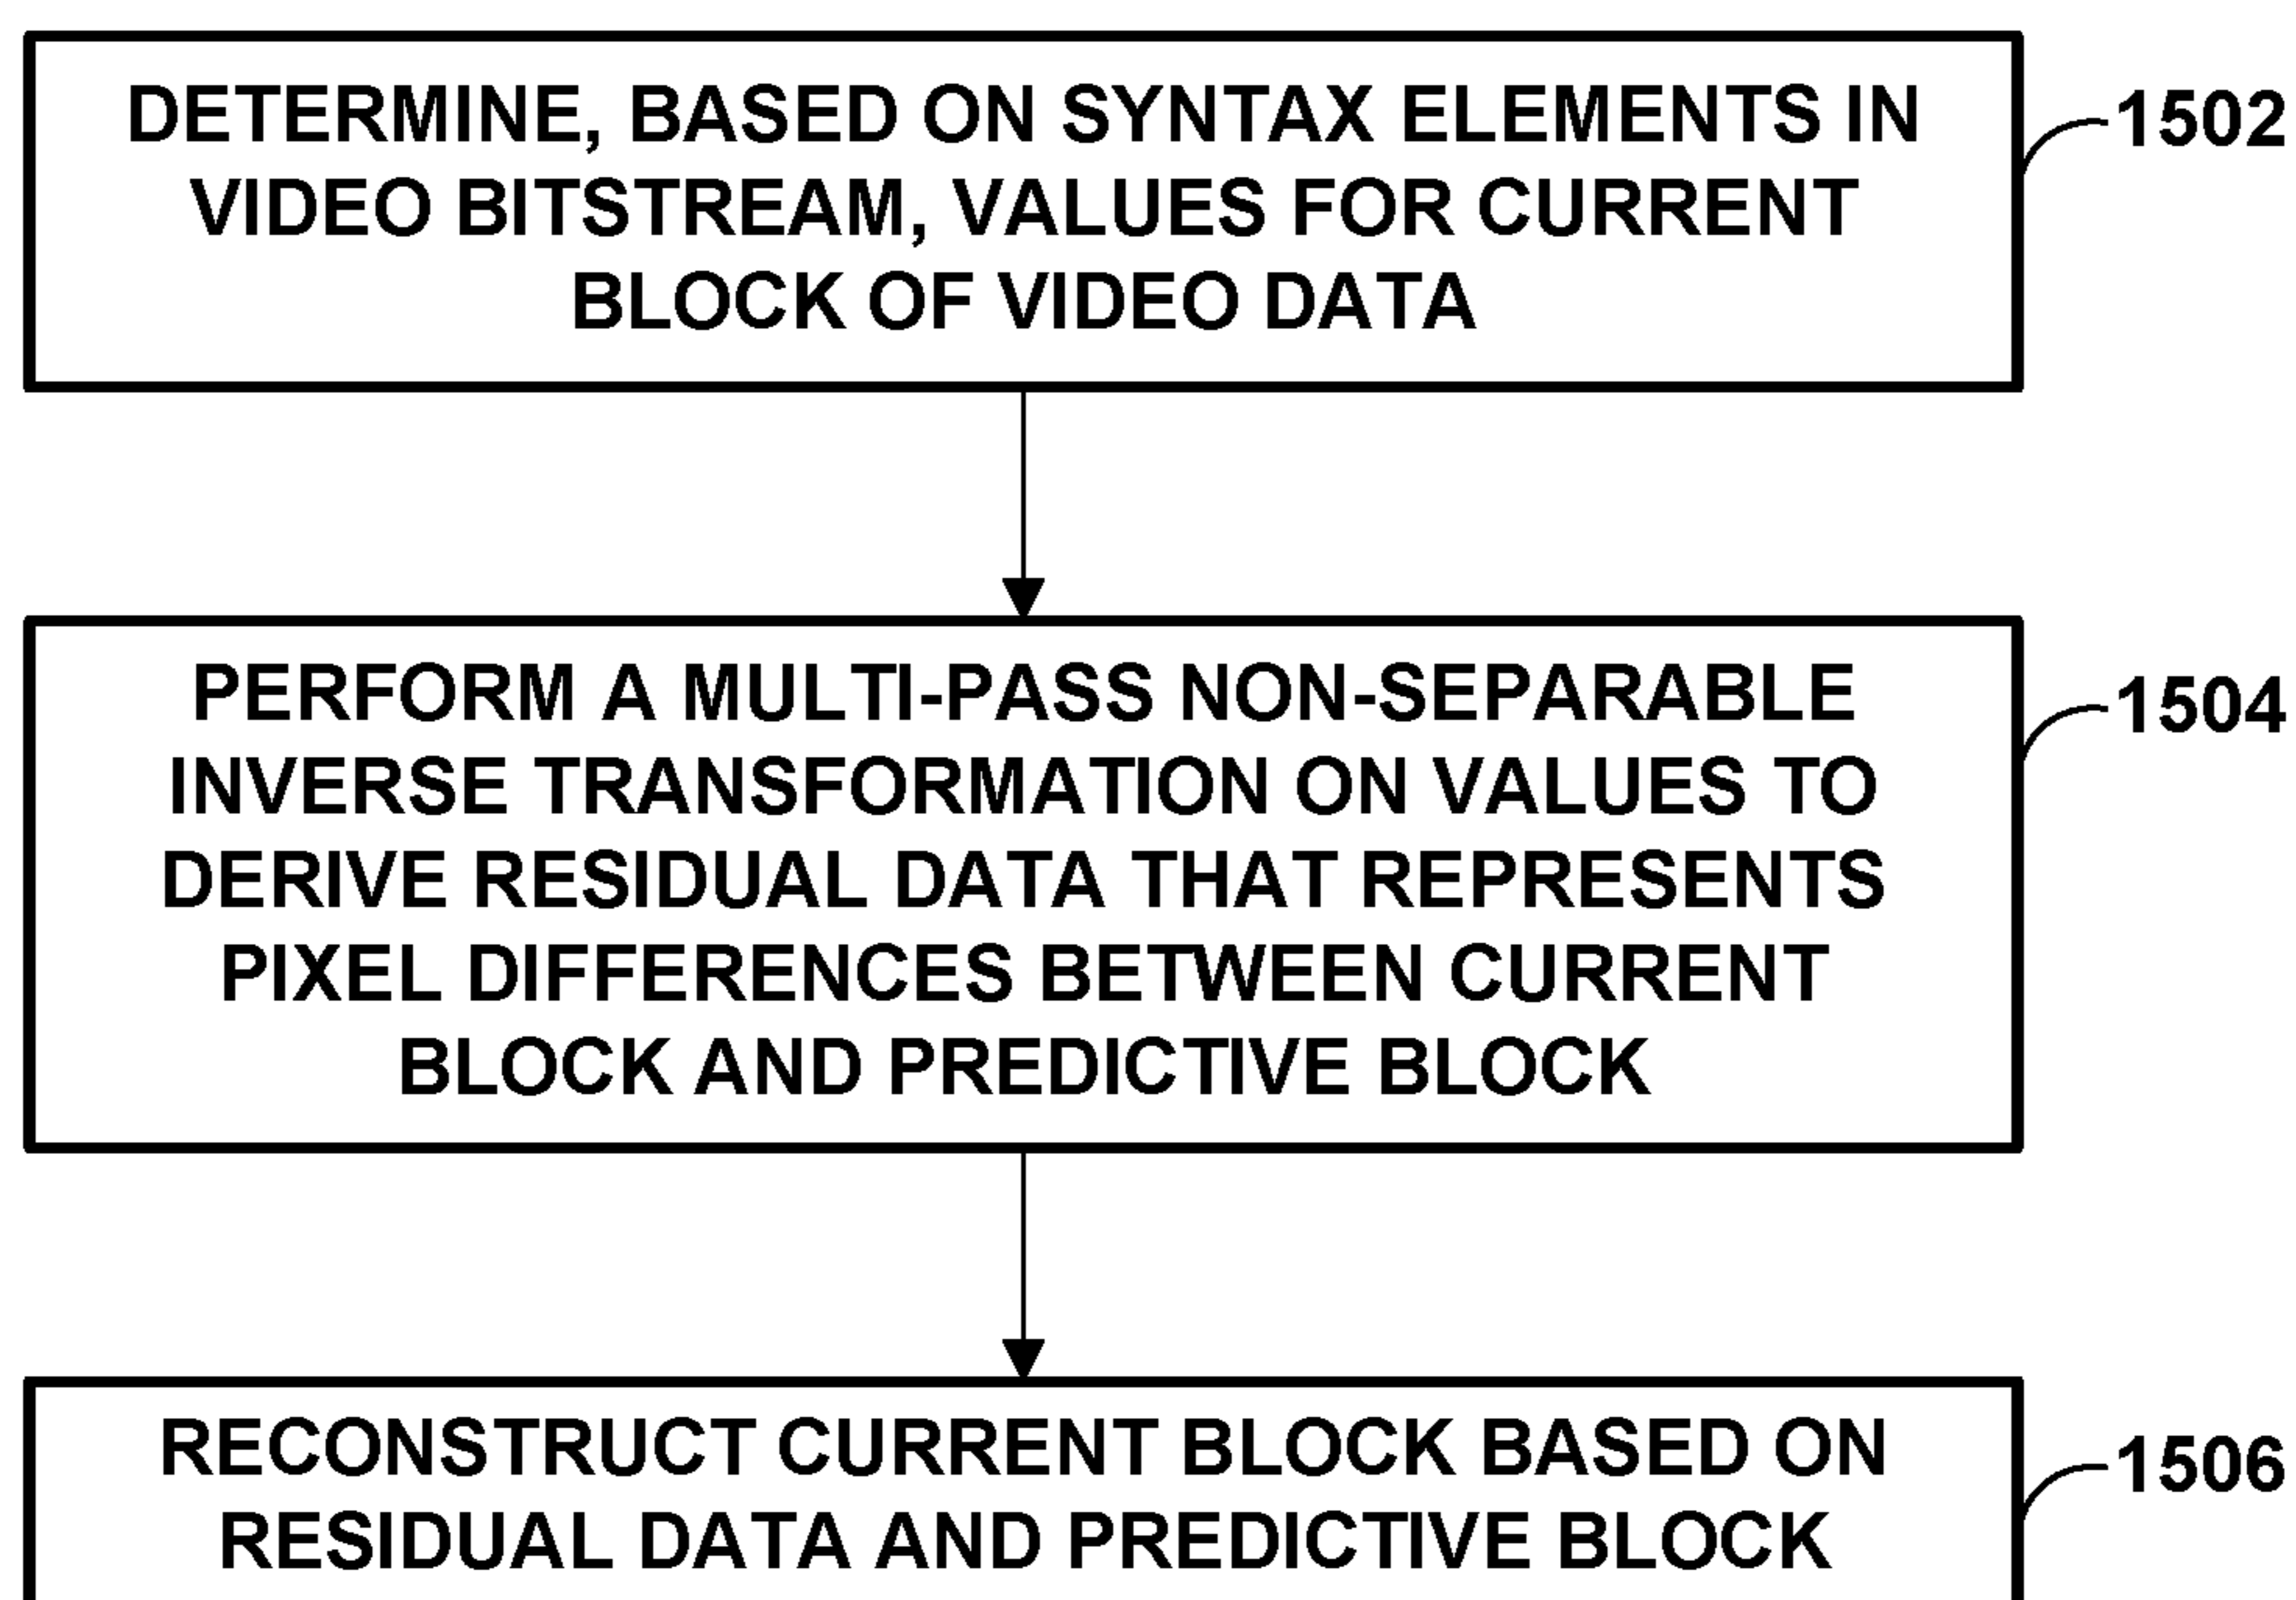 DETERMINE, BASED ON SYNTAX ELEMENTS IN
VIDEO BITSTREAM, VALUES FOR CURRENT
BLOCK OF VIDEO DATA
1502
PERFORM A MULTI-PASS NON-SEPARABLE
INVERSE TRANSFORMATION ON VALUES TO
DERIVE RESIDUAL DATA THAT REPRESENTS
PIXEL DIFFERENCES BETWEEN CURRENT
BLOCK AND PREDICTIVE BLOCK
1504
RECONSTRUCT CURRENT BLOCK BASED ON
RESIDUAL DATA AND PREDICTIVE BLOCK
1506